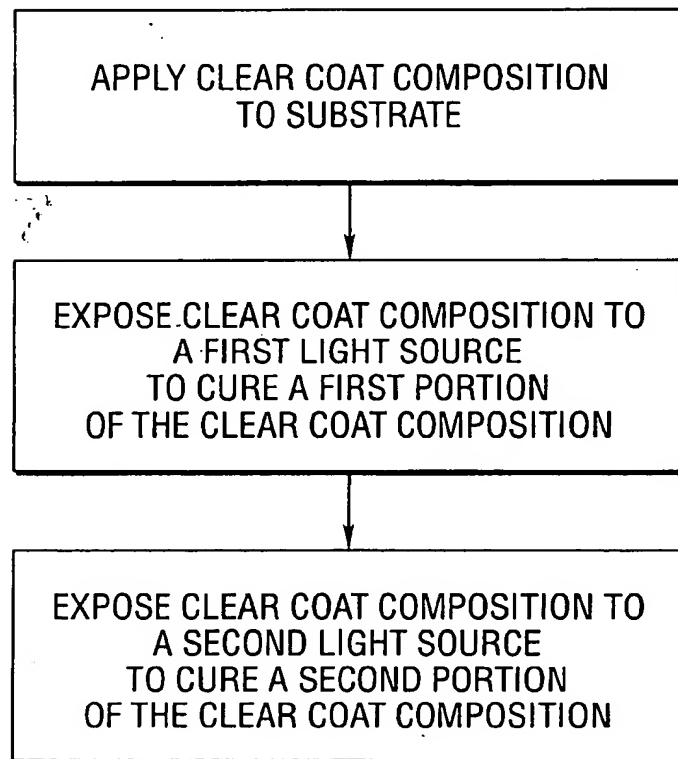 APPLY CLEAR COAT COMPOSITION
TO SUBSTRATE
EXPOSE CLEAR COAT COMPOSITION TO
A FIRST LIGHT SOURCE
TO CURE A FIRST PORTION
OF THE CLEAR COAT COMPOSITION
EXPOSE CLEAR COAT COMPOSITION TO
A SECOND LIGHT SOURCE
TO CURE A SECOND PORTION
OF THE CLEAR COAT COMPOSITION